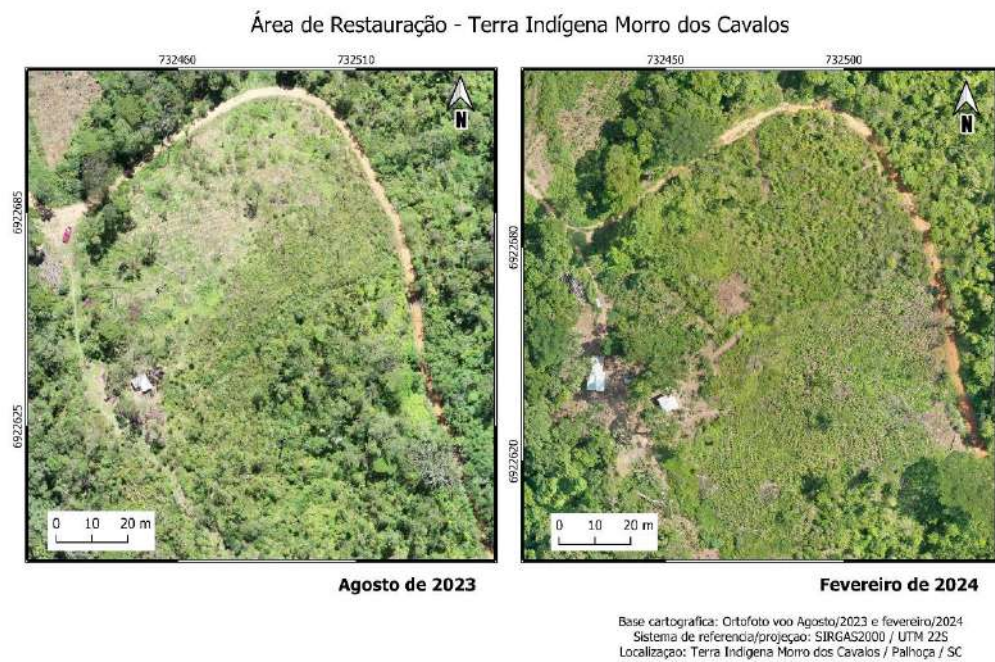 Área de Restauração - Terra Indígena Morro dos Cavalos
732460 732510
732450 732500
N
N
6922685
6922625
6922680
6922620
0 10 20 m
0 10 20 m
Agosto de 2023
Fevereiro de 2024
Base cartografica: Ortofoto voo Agosto/2023 e fevereiro/2024
Sistema de referencia/projeçao: SIRGAS2000 / UTM 22S
Localizaçao: Terra Indigena Morro dos Cavalos / Palhoça / SC